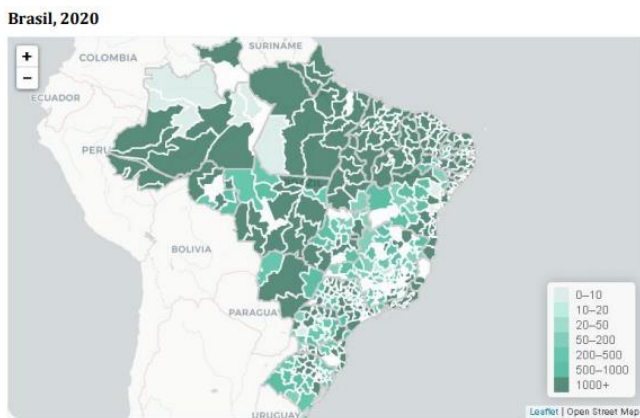 Brasil, 2020
+
−
SURINAME
COLOMBIA
ECUADOR
PERU
BOLIVIA
PARAGUA
URUGUAY
0–10
10–20
20–50
50–200
200–500
500–1000
1000+
Leaflet | Open Street Map